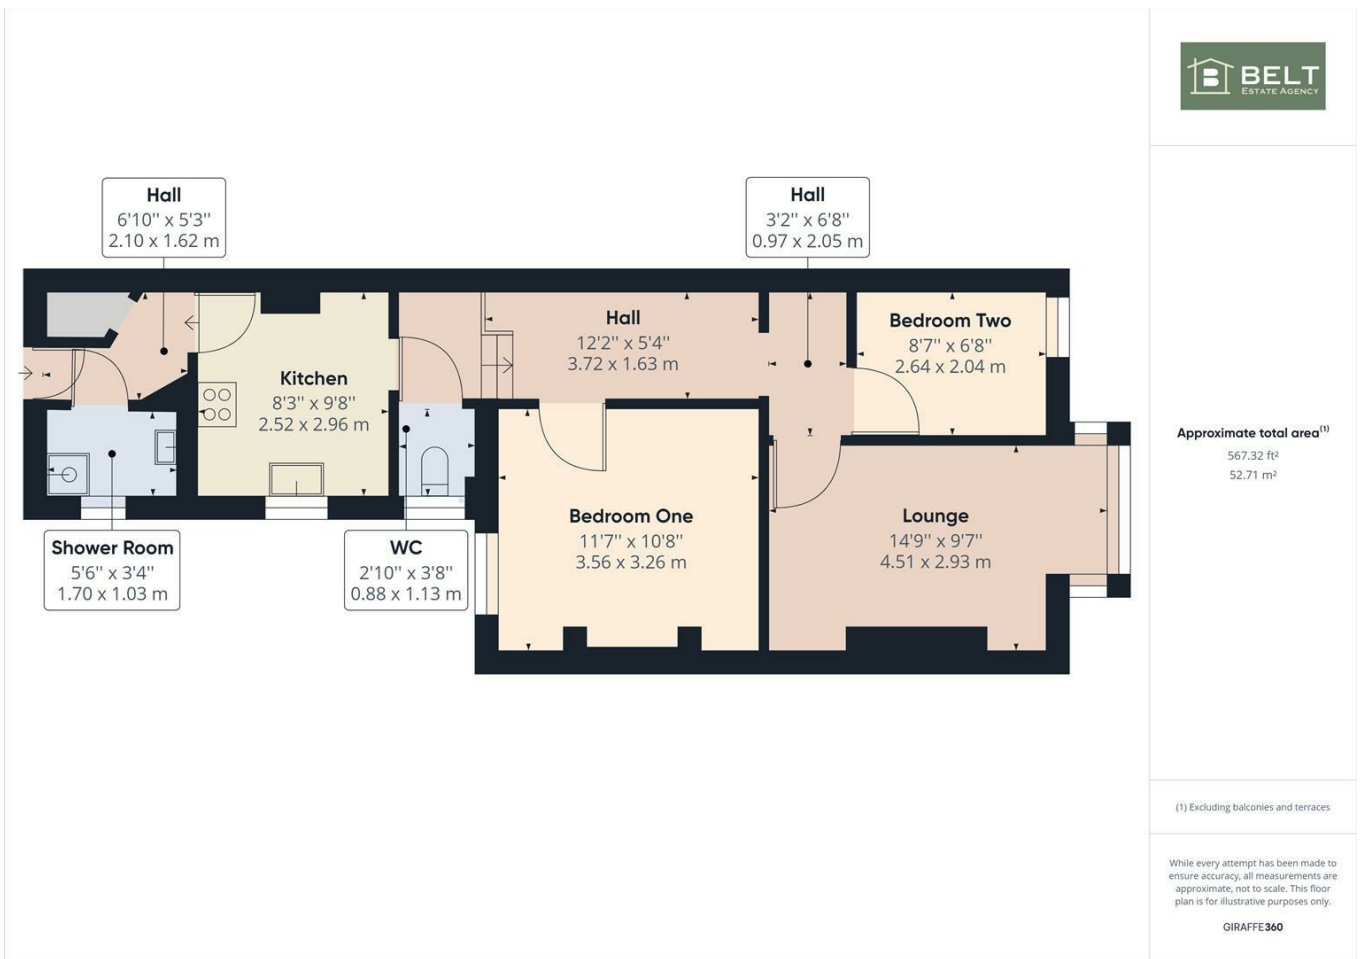 B BELT
ESTATE AGENCY
Hall
6'10" x 5'3"
2.10 x 1.62 m
Hall
3'2" x 6'8"
0.97 x 2.05 m
Hall
12'2" x 5'4"
3.72 x 1.63 m
Bedroom Two
8'7" x 6'8"
2.64 x 2.04 m
Kitchen
8'3" x 9'8"
2.52 x 2.96 m
Shower Room
5'6" x 3'4"
1.70 x 1.03 m
WC
2'10" x 3'8"
0.88 x 1.13 m
Bedroom One
11'7" x 10'8"
3.56 x 3.26 m
Lounge
14'9" x 9'7"
4.51 x 2.93 m
Approximate total area(1)
567.32 ft²
52.71 m²
(1) Excluding balconies and terraces
While every attempt has been made to
ensure accuracy, all measurements are
approximate, not to scale. This floor
plan is for illustrative purposes only.
GIRAFFE360